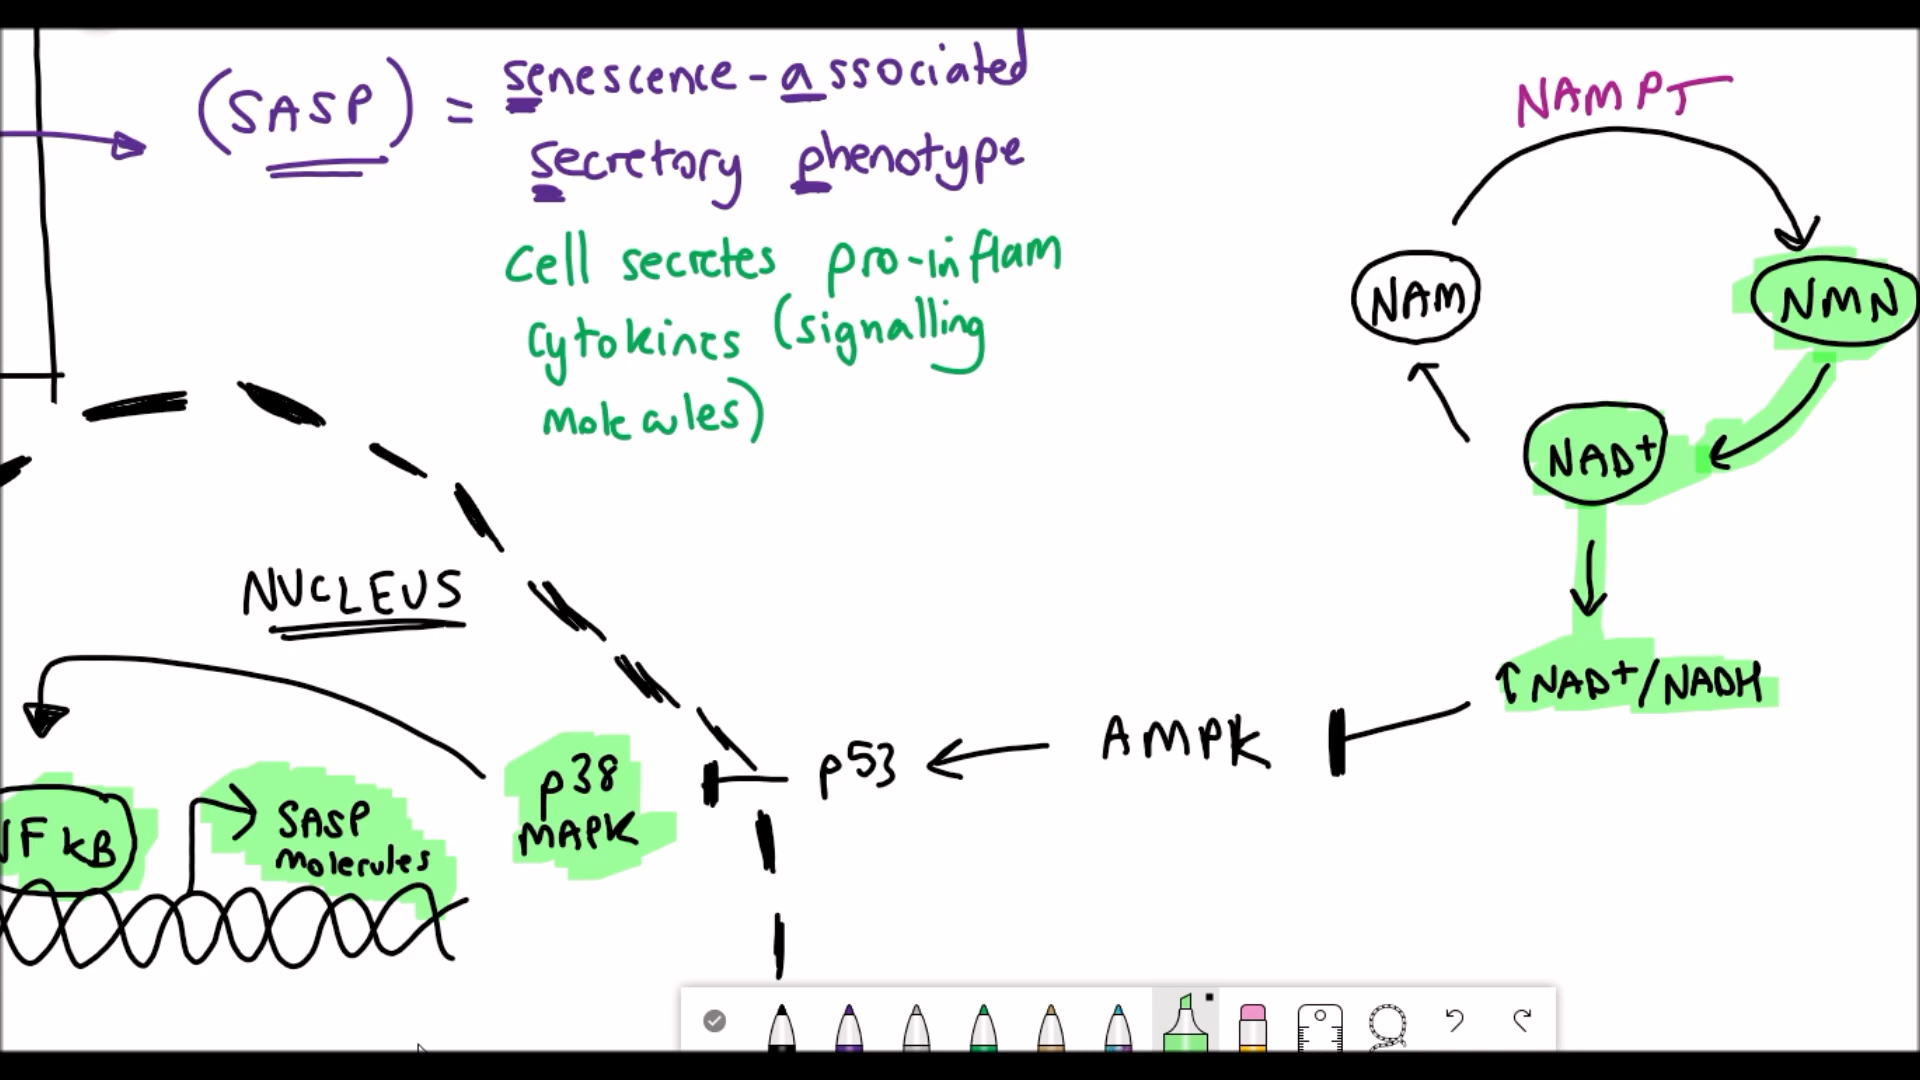 (SASP) = senescence-associated
secretory phenotype
cell secretes pro-inflam
cytokines (signalling
molecules)
NAMPT
NAM
NMN
NAD+
↑NAD+/NADH
NUCLEUS
AMPK
p53
p38
MAPK
SASP
molecules
NFkB